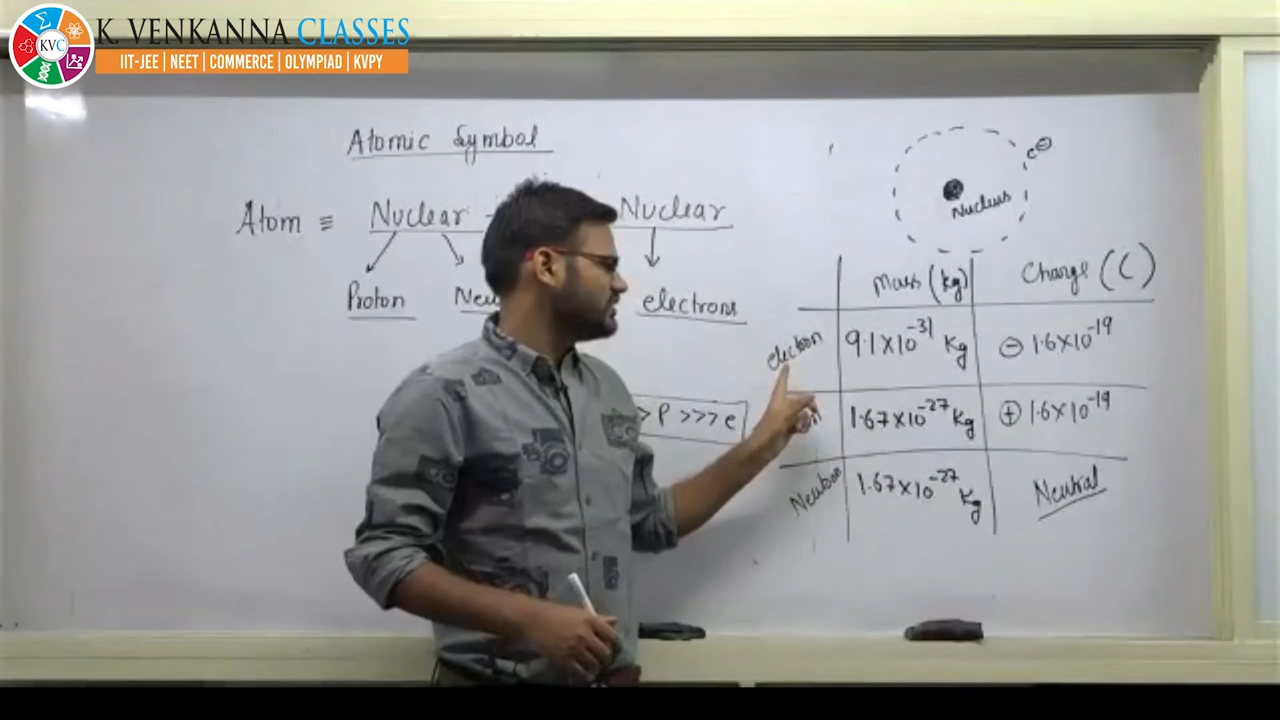 KVC
K. VENKANNA CLASSES
IIT-JEE | NEET | COMMERCE | OLYMPIAD | KVPY
Atomic Symbol
Atom ≡ Nuclear Nuclear
Proton electrons
> P >>> e
e⊖
Nucleus
Mass (kg) Charge (C)
electron 9.1×10⁻³¹ Kg ⊖ 1.6×10⁻¹⁹
1.67×10⁻²⁷ Kg ⊕ 1.6×10⁻¹⁹
Neutron 1.67×10⁻²⁷ Kg Neutral